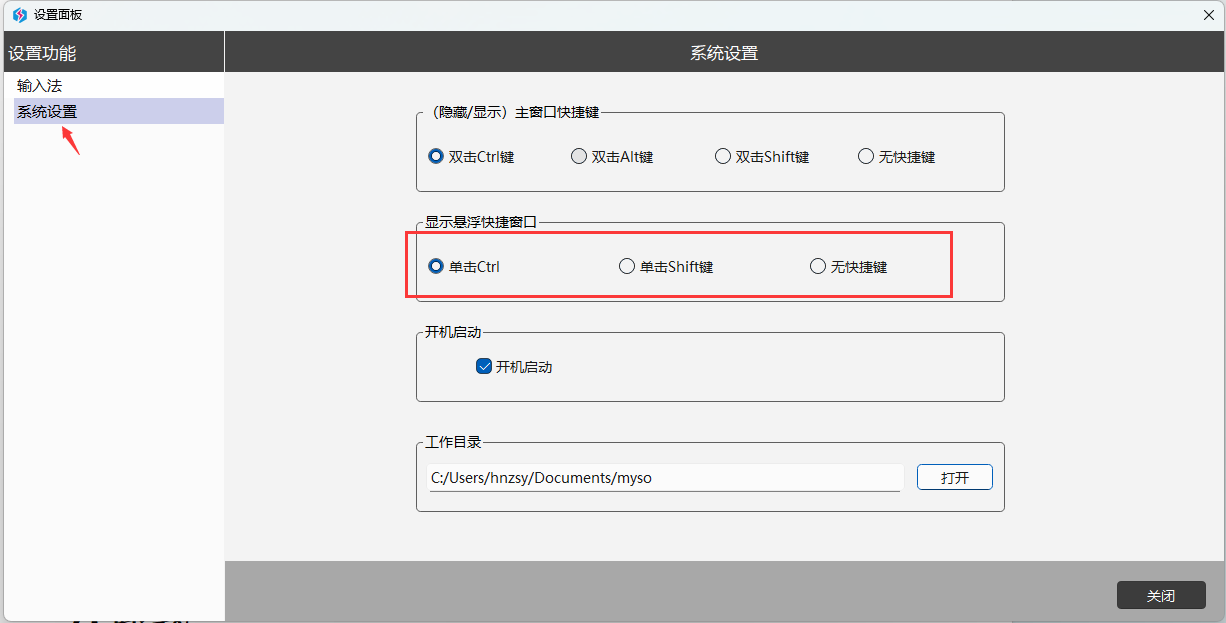 设置面板
设置功能
系统设置
输入法
系统设置
（隐藏/显示）主窗口快捷键
双击Ctrl键 双击Alt键 双击Shift键 无快捷键
显示悬浮快捷窗口
单击Ctrl 单击Shift键 无快捷键
开机启动
开机启动
工作目录
C:/Users/hnzsy/Documents/myso 打开
关闭